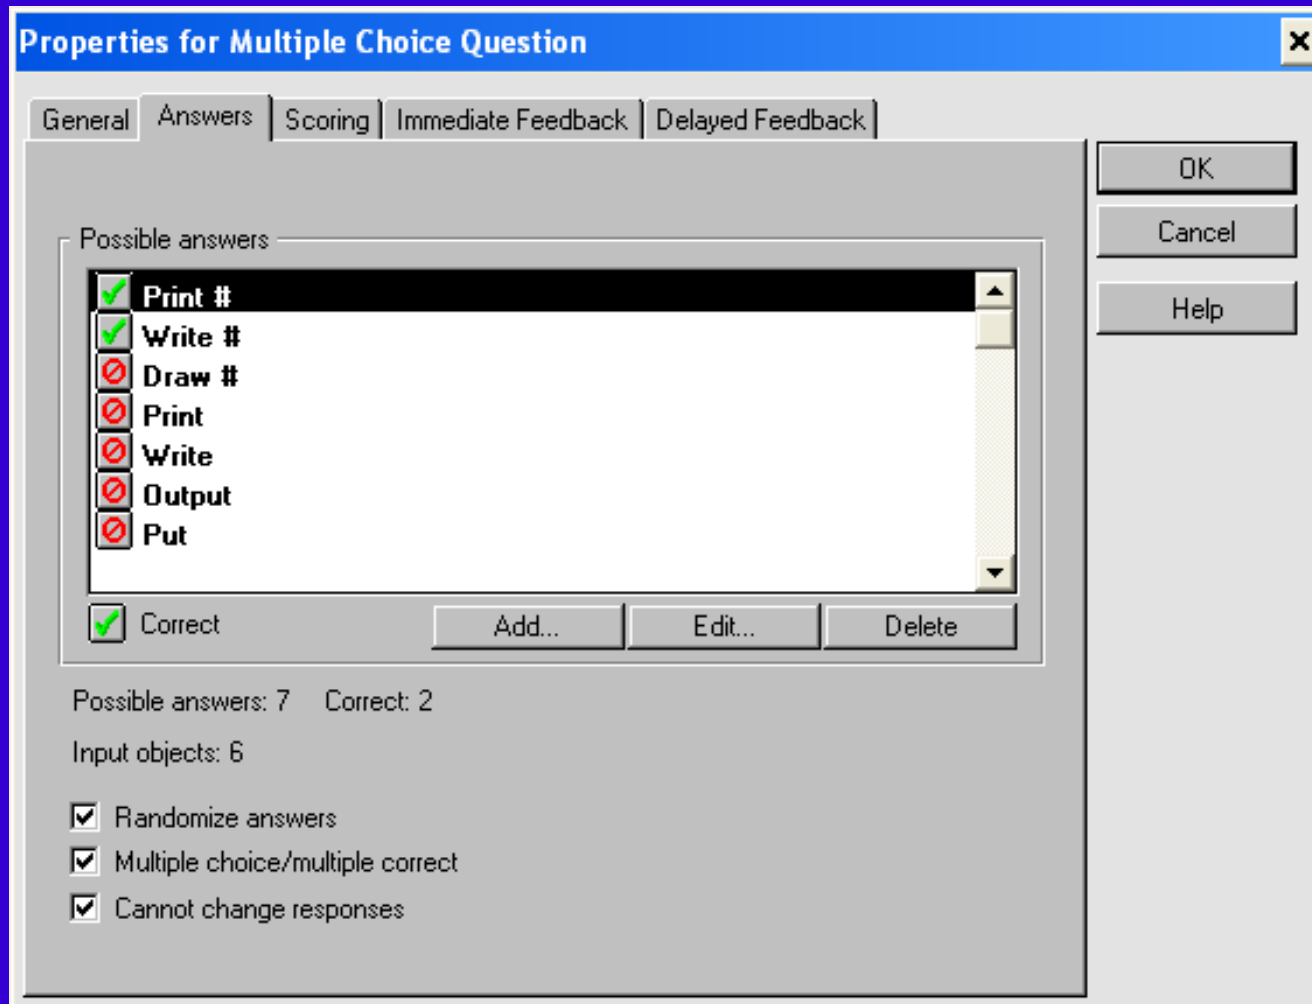 Properties for Multiple Choice Question
General Answers Scoring Immediate Feedback Delayed Feedback
OK
Cancel
Help
Possible answers
Print #
Write #
Draw #
Print
Write
Output
Put
Correct Add... Edit... Delete
Possible answers: 7 Correct: 2
Input objects: 6
Randomize answers
Multiple choice/multiple correct
Cannot change responses